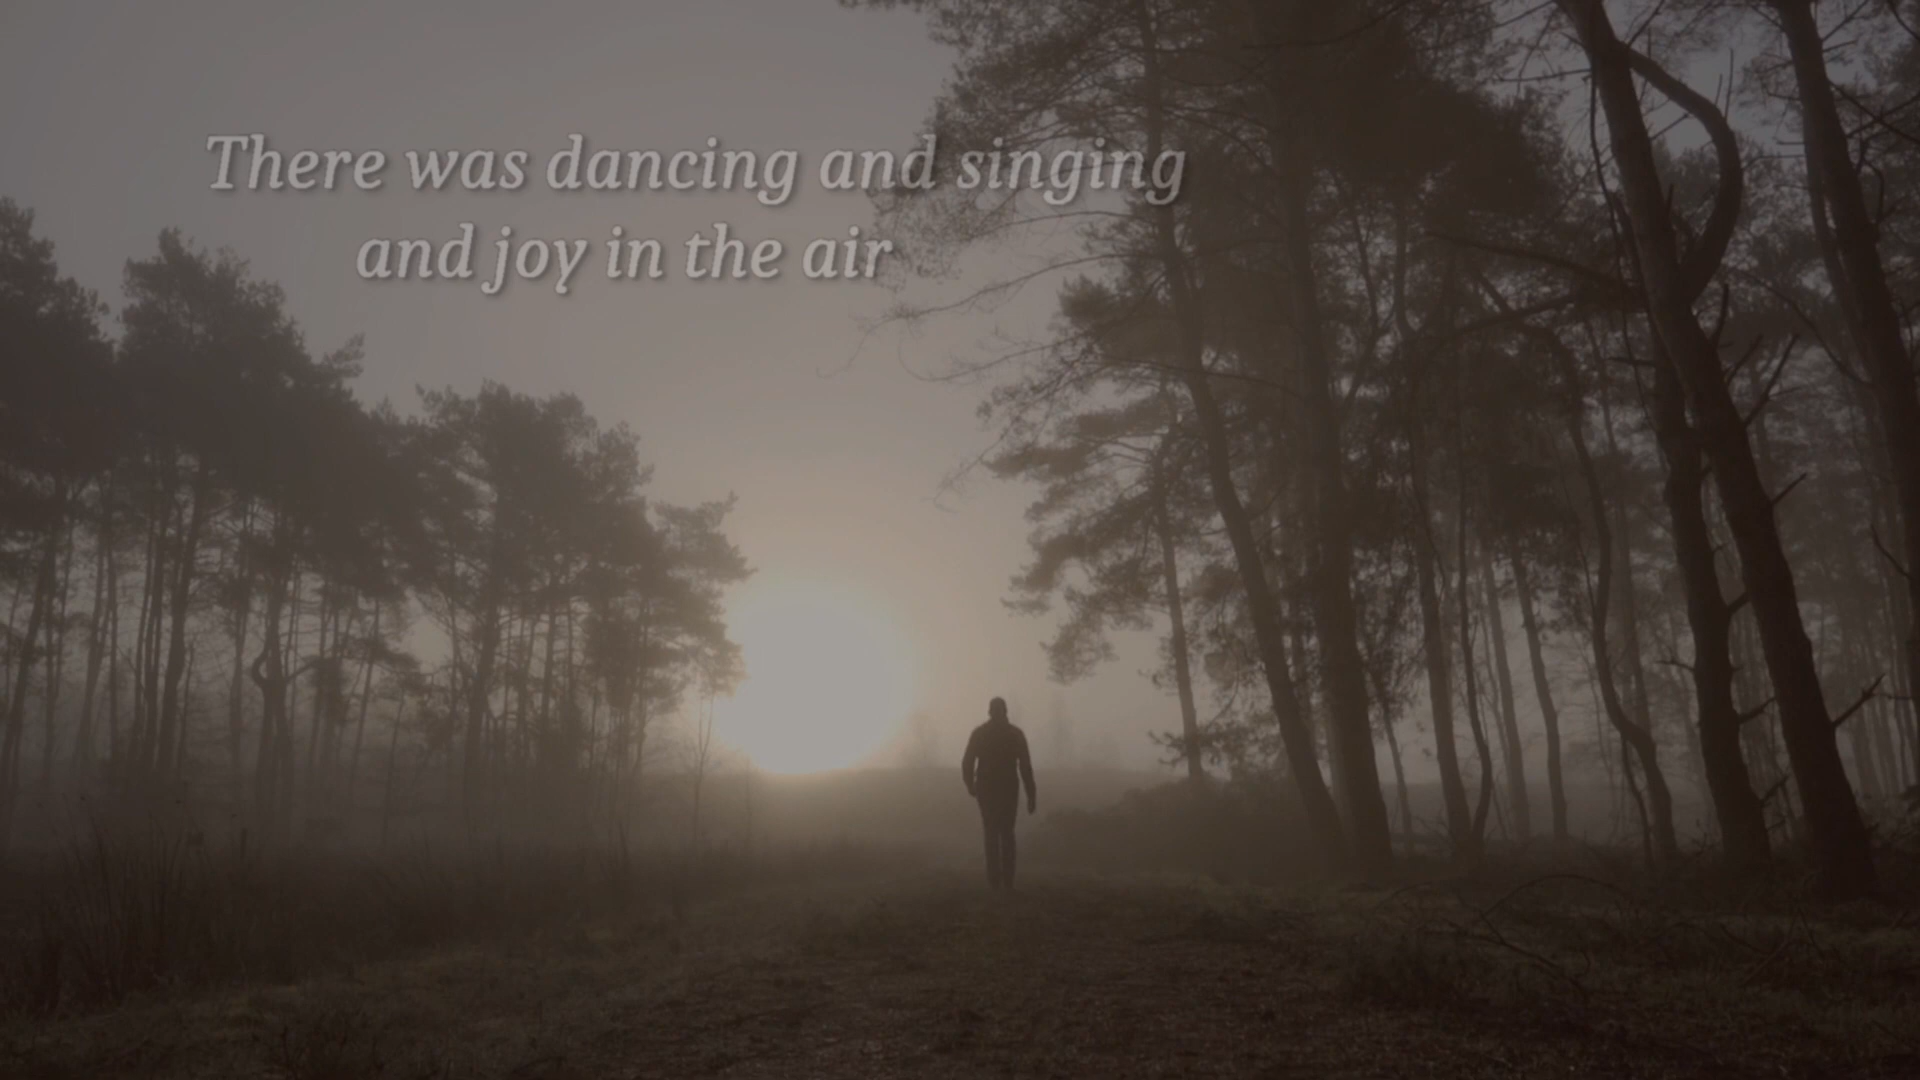 There was dancing and singing
and joy in the air